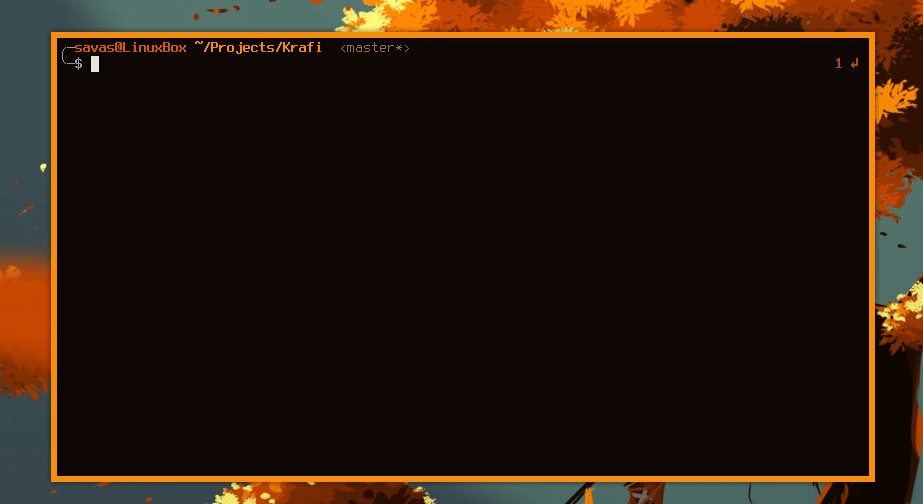 ╭─savas@LinuxBox ~/Projects/Krafi ‹master*›
╰─$ 1 ↵